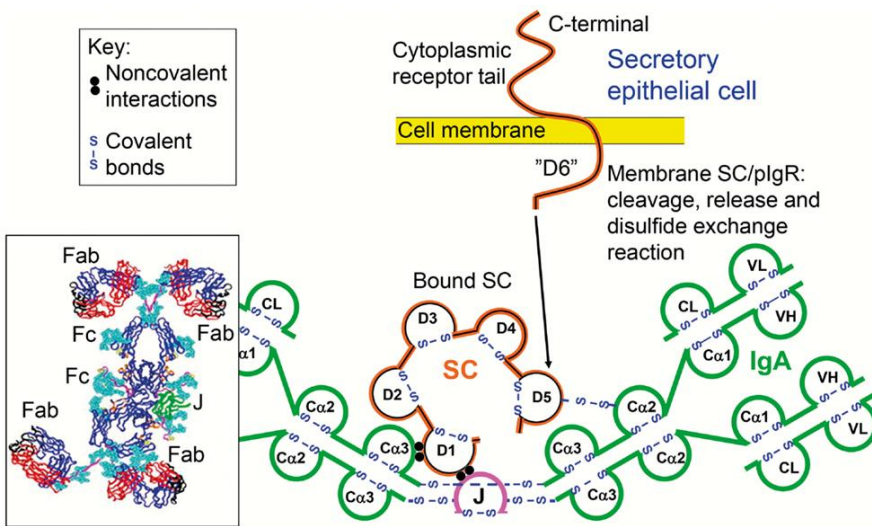 Key:
Noncovalent
interactions
S
S
Covalent
bonds
C-terminal
Cytoplasmic
receptor tail
Secretory
epithelial cell
Cell membrane
”D6”
Membrane SC/pIgR:
cleavage, release and
disulfide exchange
reaction
Bound SC
Fab
Fc
Fab
Fc
J
Fab
Fab
CL
α1
Cα2
Cα2
Cα3
Cα3
D3
D4
D2
SC
D5
D1
J
S S
Cα3
Cα3
Cα2
Cα2
CL
VL
Cα1
VH
IgA
Cα1
VH
CL
VL